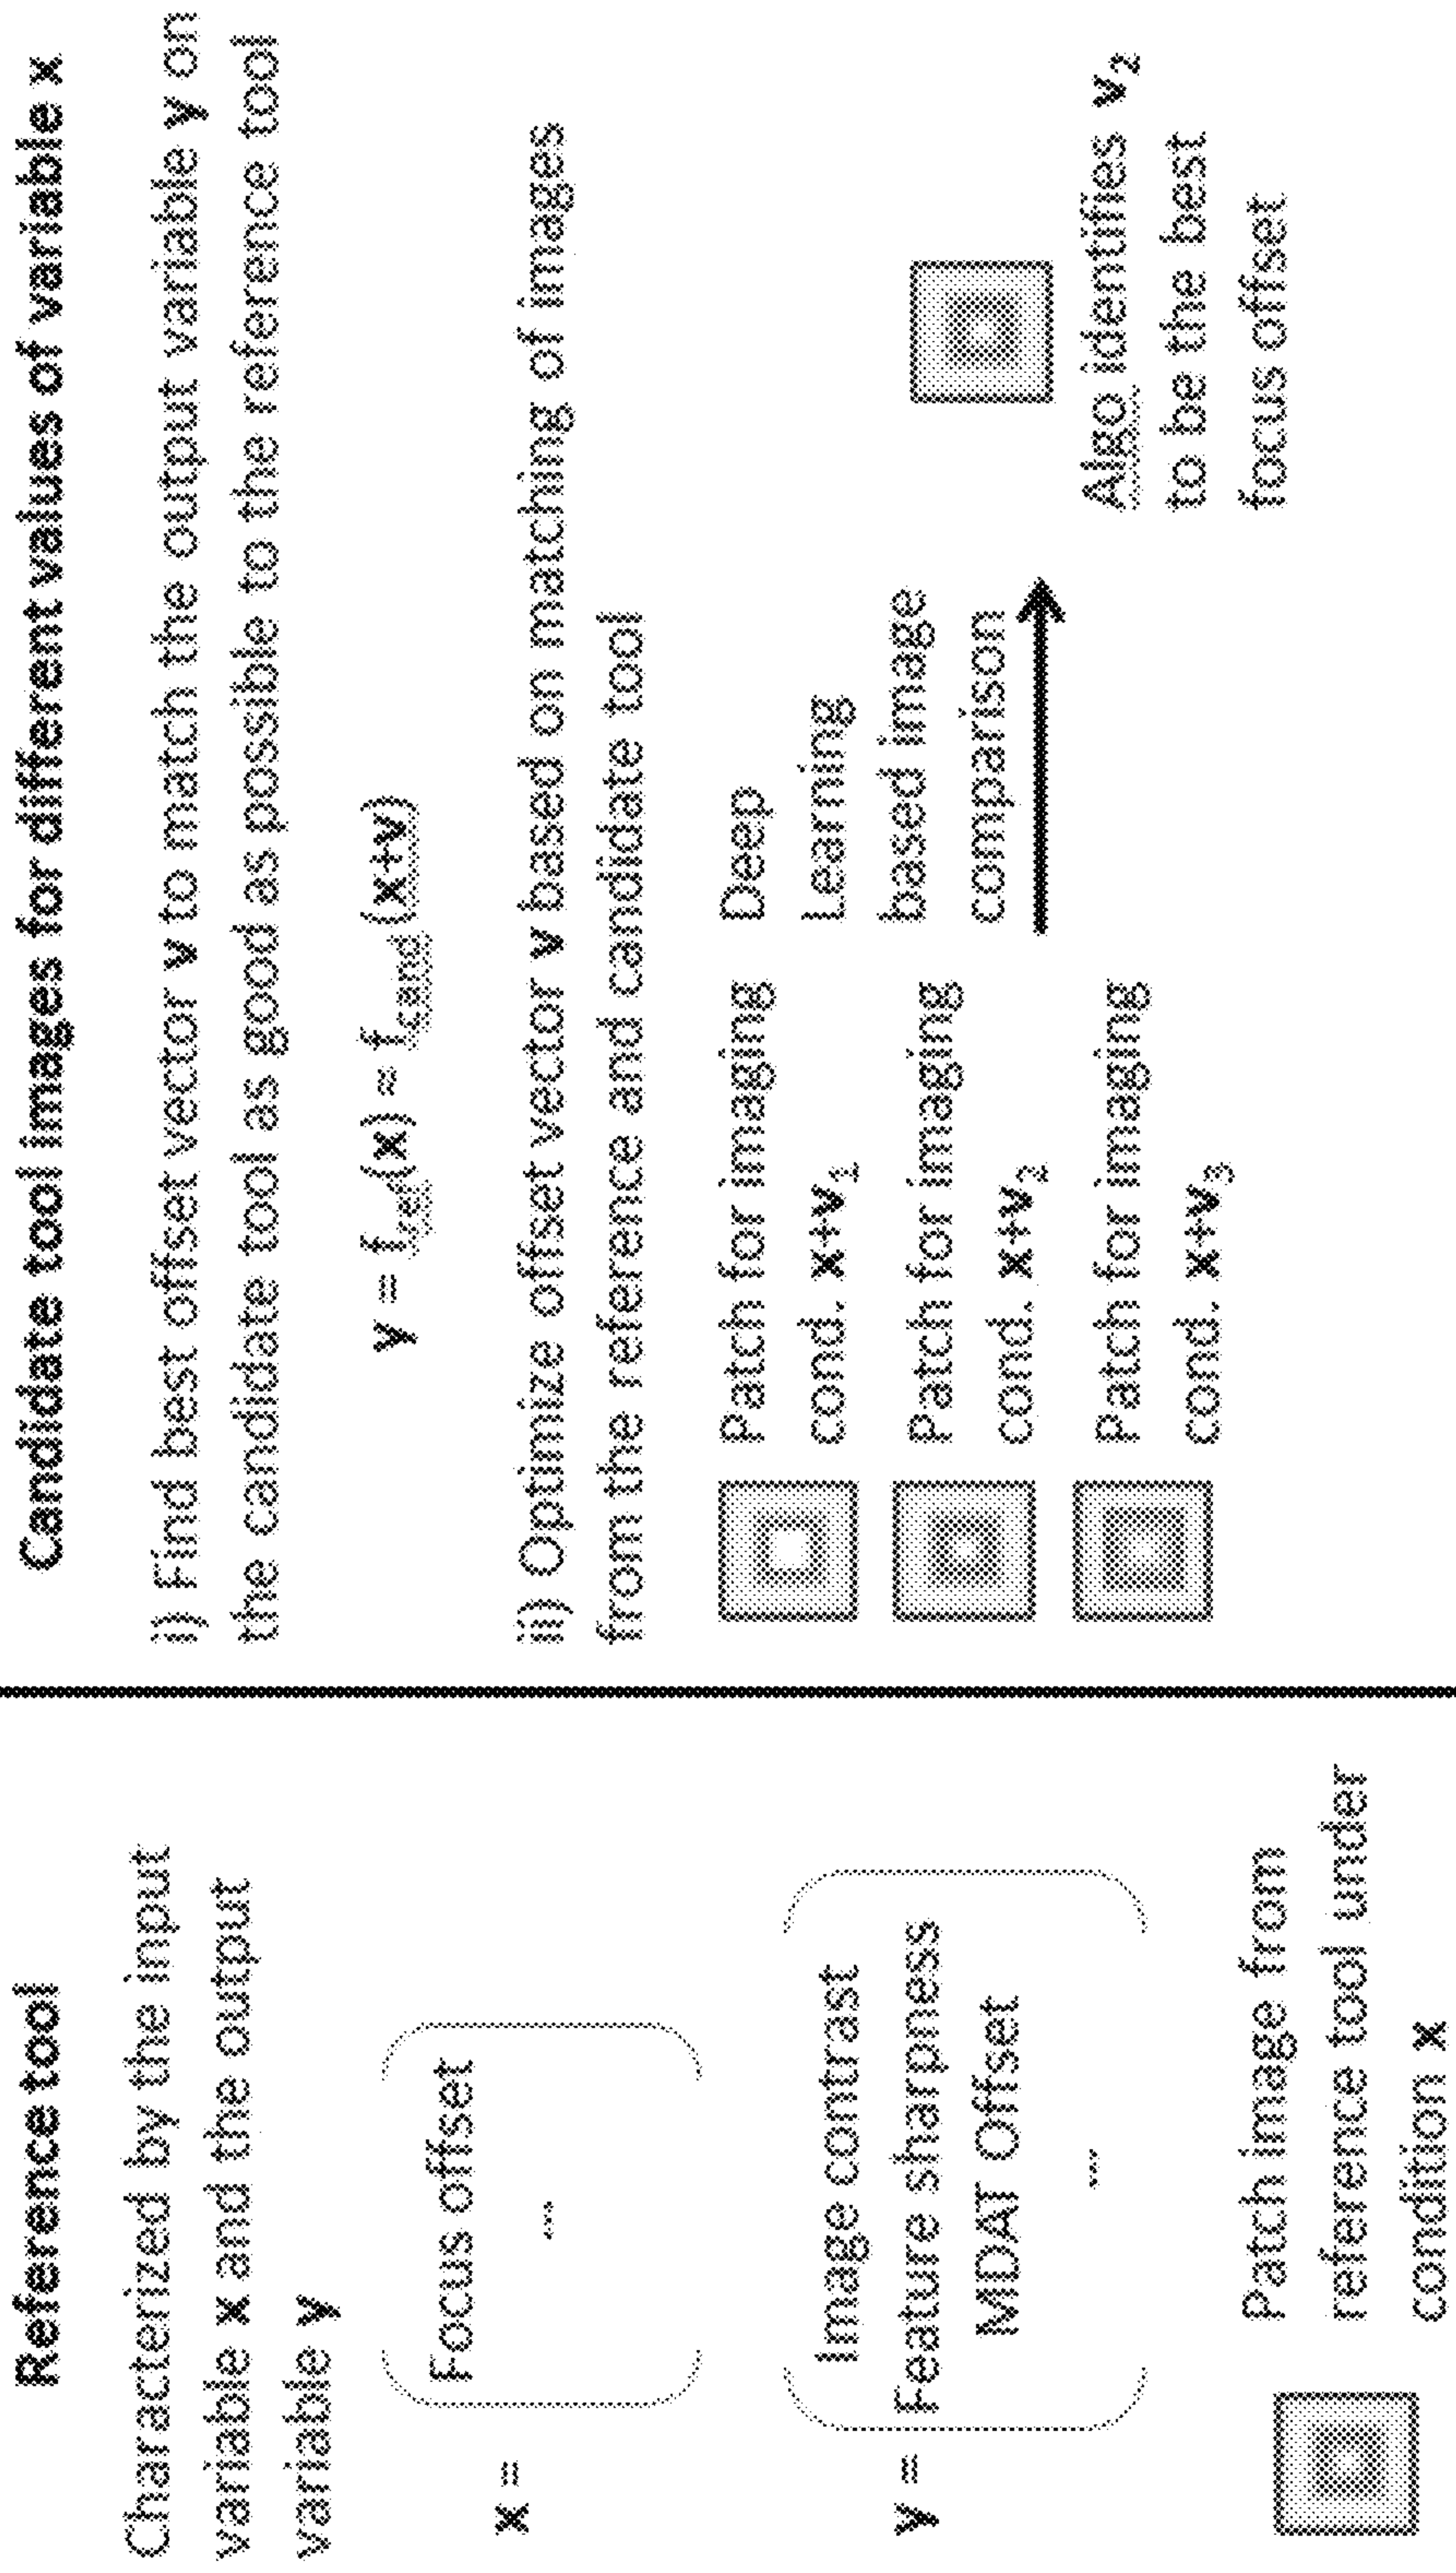 Reference tool
Characterized by the input
variable x and the output
variable y
x =
Focus offset
...
y =
Image contrast
Feature sharpness
MDAT Offset
...
Patch image from
reference tool under
condition x
Candidate tool images for different values of variable x
i) Find best offset vector v to match the output variable y on
the candidate tool as good as possible to the reference tool
y = f_ref(x) ≈ f_cand(x+v)
ii) Optimize offset vector v based on matching of images
from the reference and candidate tool
Patch for imaging
cond. x+v₁
Patch for imaging
cond. x+v₂
Patch for imaging
cond. x+v₃
Deep
Learning
based image
comparison
Algo identifies v₂
to be the best
focus offset